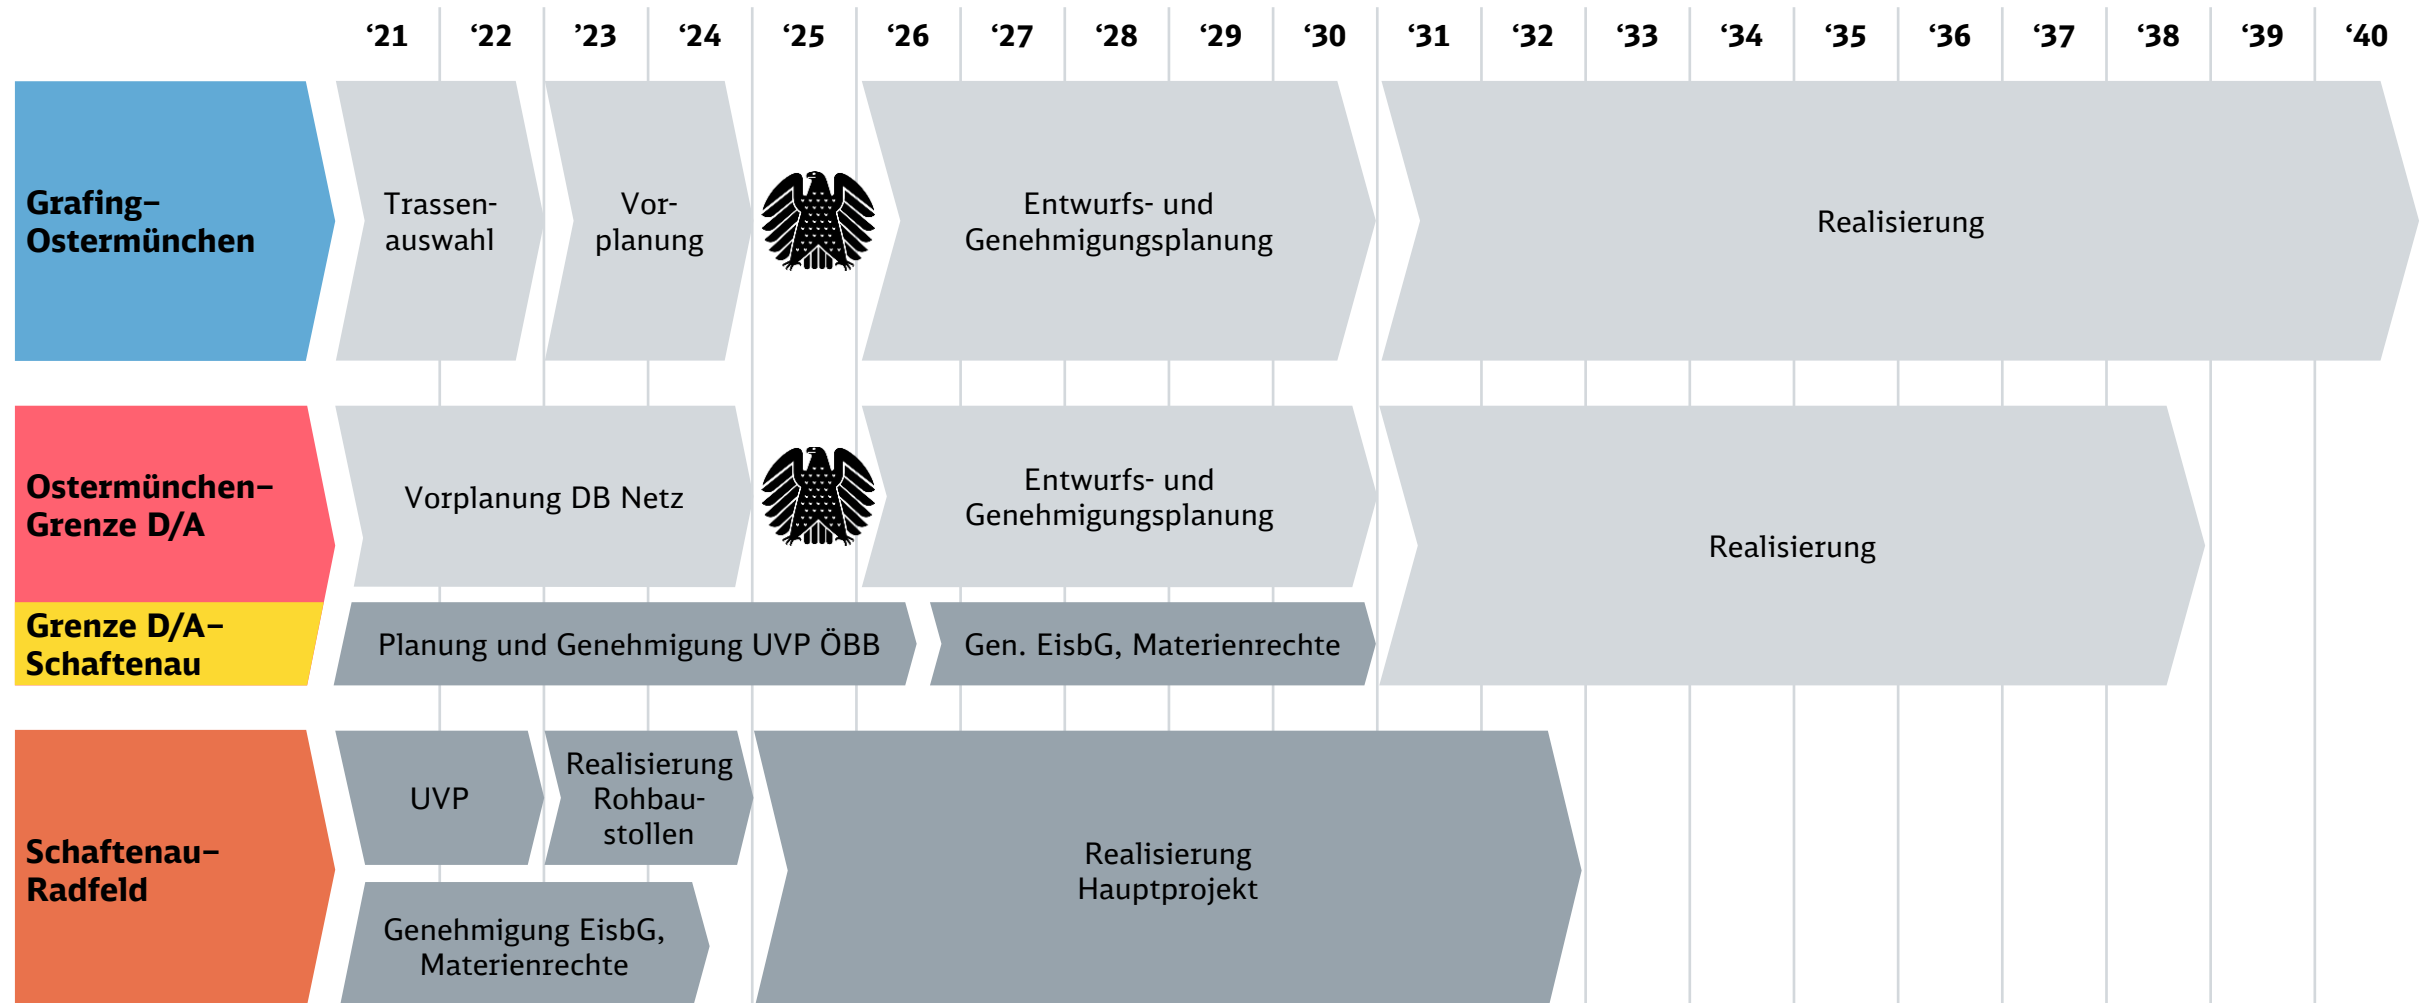 ‘21 ‘22 ’23 ‘24 ‘25 ‘26 ‘27 ‘28 ‘29 ‘30 ‘31 ‘32 ‘33 ‘34 ‘35 ‘36 ‘37 ‘38 ‘39 ‘40
Grafing–
Ostermünchen
Trassen-
auswahl
Vor-
planung
Entwurfs- und
Genehmigungsplanung
Realisierung
Ostermünchen–
Grenze D/A
Vorplanung DB Netz
Entwurfs- und
Genehmigungsplanung
Realisierung
Grenze D/A–
Schaftenau
Planung und Genehmigung UVP ÖBB
Gen. EisbG, Materienrechte
Schaftenau–
Radfeld
UVP
Realisierung
Rohbau-
stollen
Genehmigung EisbG,
Materienrechte
Realisierung
Hauptprojekt